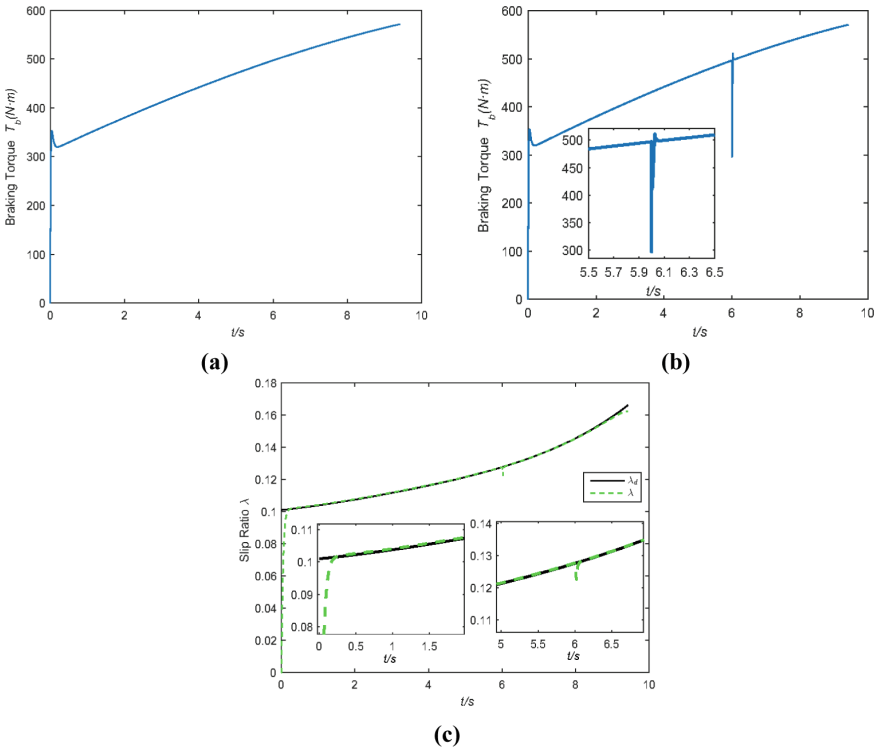 600
500
400
300
200
100
0
0 2 4 6 8 10
Braking Torque T_b(N·m)
t/s
(a)
600
500
400
300
200
100
0
0 2 4 6 8 10
Braking Torque T_b(N·m)
t/s
500
450
400
350
300
5.5 5.7 5.9 6.1 6.3 6.5
t/s
(b)
0.18
0.16
0.14
0.12
0.1
0.08
0.06
0.04
0.02
0
0 2 4 6 8 10
Slip Ratio λ
t/s
λ_d
λ
0.11
0.1
0.09
0.08
0 0.5 1 1.5
t/s
0.14
0.13
0.12
0.11
5 5.5 6 6.5
t/s
(c)